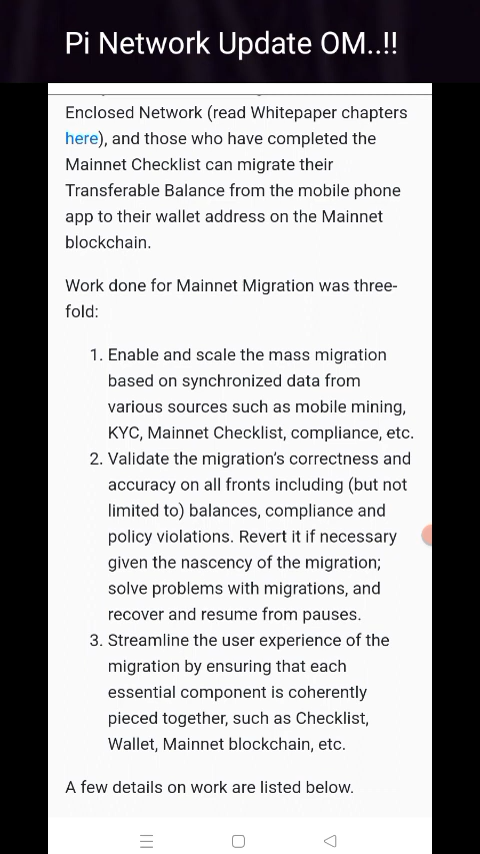 Pi Network Update OM..!!
Enclosed Network (read Whitepaper chapters
here), and those who have completed the
Mainnet Checklist can migrate their
Transferable Balance from the mobile phone
app to their wallet address on the Mainnet
blockchain.
Work done for Mainnet Migration was three-
fold:
1. Enable and scale the mass migration
based on synchronized data from
various sources such as mobile mining,
KYC, Mainnet Checklist, compliance, etc.
2. Validate the migration's correctness and
accuracy on all fronts including (but not
limited to) balances, compliance and
policy violations. Revert it if necessary
given the nascency of the migration;
solve problems with migrations, and
recover and resume from pauses.
3. Streamline the user experience of the
migration by ensuring that each
essential component is coherently
pieced together, such as Checklist,
Wallet, Mainnet blockchain, etc.
A few details on work are listed below.